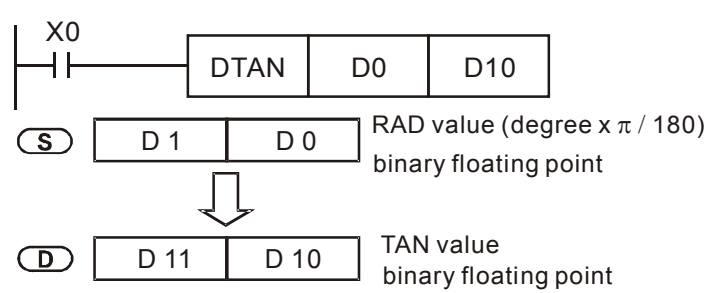 X0
DTAN D0 D10
S D 1 D 0 RAD value (degree x π / 180)
binary floating point
D D 11 D 10 TAN value
binary floating point